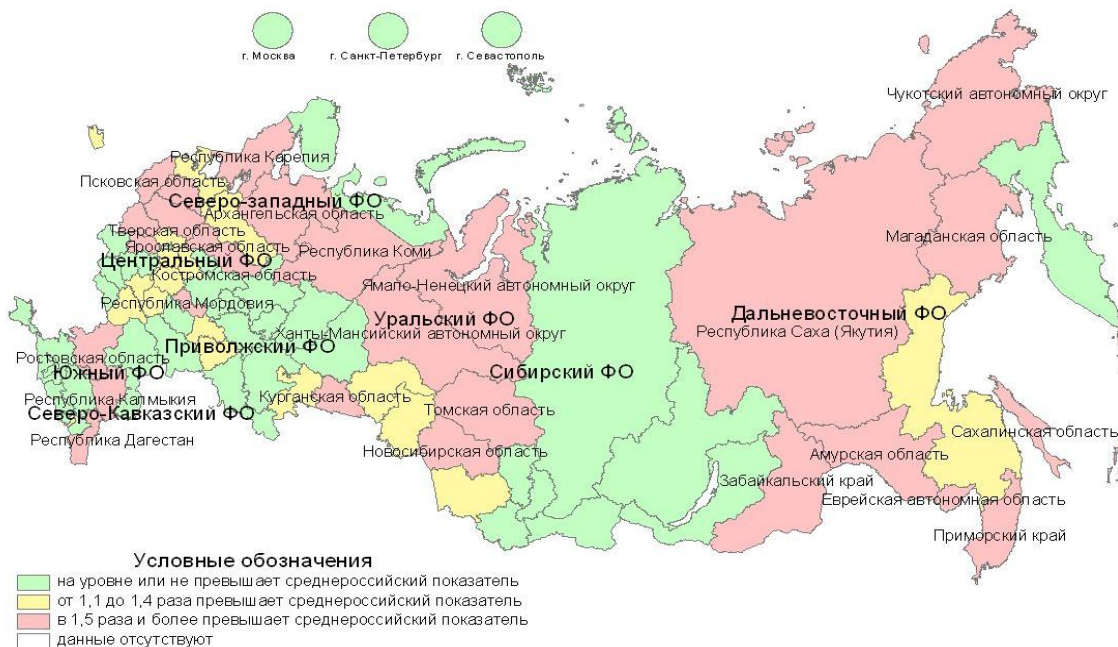 г. Москва
г. Санкт-Петербург
г. Севастополь
Чукотский автономный округ
Республика Карелия
Псковская область
Северо-западный ФО
Архангельская область
Тверская область
Магаданская область
Ярославская область
Республика Коми
Центральный ФО
Костромская область
Ямало-Ненецкий автономный округ
Республика Мордовия
Дальневосточный ФО
Уральский ФО
Ханты-Мансийский автономный округ
Республика Саха (Якутия)
Приволжский ФО
Ростовская область
Южный ФО
Сибирский ФО
Курганская область
Республика Калмыкия
Томская область
Северо-Кавказский ФО
Сахалинская область
Республика Дагестан
Новосибирская область
Амурская область
Забайкальский край
Еврейская автономная область
Приморский край
Условные обозначения
на уровне или не превышает среднероссийский показатель
от 1,1 до 1,4 раза превышает среднероссийский показатель
в 1,5 раза и более превышает среднероссийский показатель
данные отсутствуют